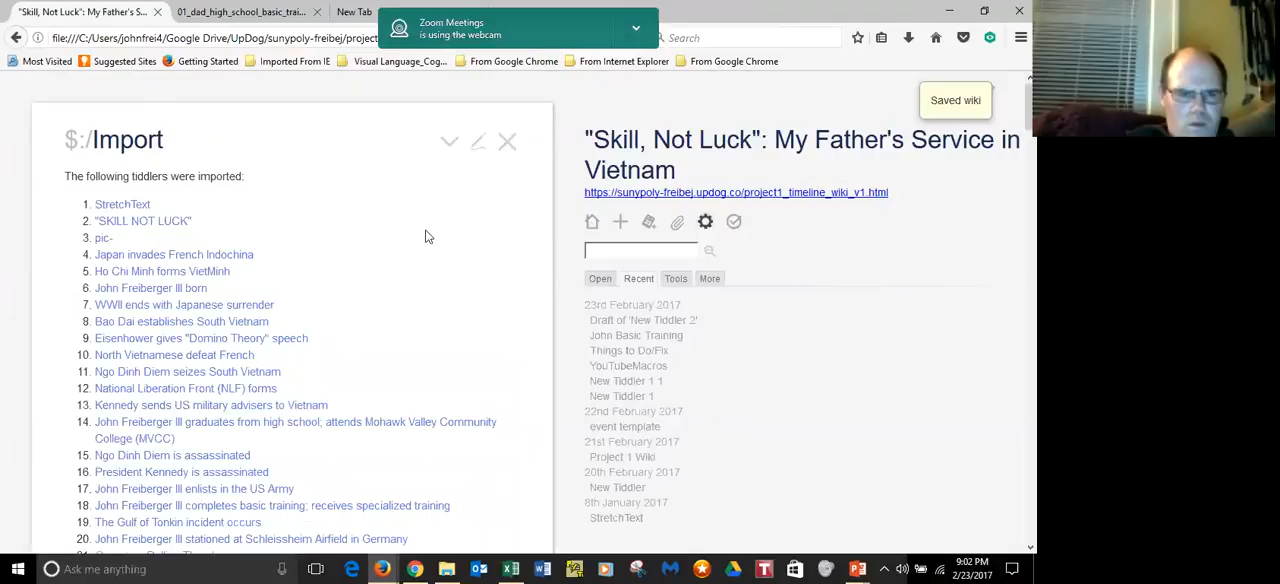 "Skill, Not Luck": My Father's S...
01_dad_high_school_basic_trai...
New Tab
Zoom Meetings
is using the webcam
file:///C:/Users/johnfrei4/Google Drive/UpDog/sunypoly-freibej/project
Search
Most Visited
Suggested Sites
Getting Started
Imported From IE
Visual Language_Cog...
From Google Chrome
From Internet Explorer
From Google Chrome
Saved wiki
$:/Import
The following tiddlers were imported:
1. StretchText
2. "SKILL NOT LUCK"
3. pic-
4. Japan invades French Indochina
5. Ho Chi Minh forms VietMinh
6. John Freiberger III born
7. WWII ends with Japanese surrender
8. Bao Dai establishes South Vietnam
9. Eisenhower gives "Domino Theory" speech
10. North Vietnamese defeat French
11. Ngo Dinh Diem seizes South Vietnam
12. National Liberation Front (NLF) forms
13. Kennedy sends US military advisers to Vietnam
14. John Freiberger III graduates from high school; attends Mohawk Valley Community
College (MVCC)
15. Ngo Dinh Diem is assassinated
16. President Kennedy is assassinated
17. John Freiberger III enlists in the US Army
18. John Freiberger III completes basic training; receives specialized training
19. The Gulf of Tonkin incident occurs
20. John Freiberger III stationed at Schleissheim Airfield in Germany
"Skill, Not Luck": My Father's Service in
Vietnam
https://sunypoly-freibej.updog.co/project1_timeline_wiki_v1.html
Open
Recent
Tools
More
23rd February 2017
Draft of 'New Tiddler 2'
John Basic Training
Things to Do/Fix
YouTubeMacros
New Tiddler 1 1
New Tiddler 1
22nd February 2017
event template
21st February 2017
Project 1 Wiki
20th February 2017
New Tiddler
8th January 2017
StretchText
Ask me anything
9:02 PM
2/23/2017